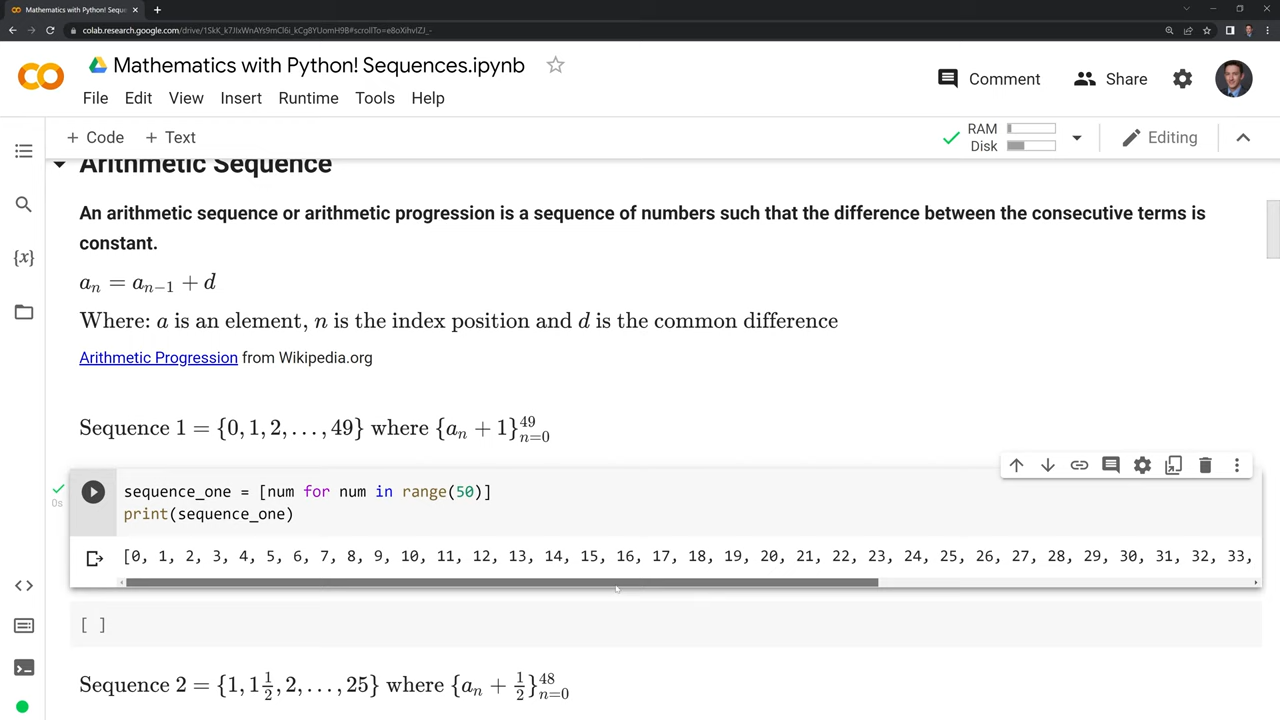 Mathematics with Python! Seque
colab.research.google.com/drive/1SkK_k7JIxWnAYs9mCl6i_kCg8YUomH9B#scrollTo=e8oXihvIZJ_-
Mathematics with Python! Sequences.ipynb
Comment
Share
File Edit View Insert Runtime Tools Help
+ Code + Text
RAM
Disk
Editing
Arithmetic Sequence
An arithmetic sequence or arithmetic progression is a sequence of numbers such that the difference between the consecutive terms is
constant.
aₙ = aₙ₋₁ + d
Where: a is an element, n is the index position and d is the common difference
Arithmetic Progression from Wikipedia.org
Sequence 1 = {0, 1, 2, . . . , 49} where {aₙ + 1}⁴⁹ₙ₌₀
sequence_one = [num for num in range(50)]
0s
print(sequence_one)
[0, 1, 2, 3, 4, 5, 6, 7, 8, 9, 10, 11, 12, 13, 14, 15, 16, 17, 18, 19, 20, 21, 22, 23, 24, 25, 26, 27, 28, 29, 30, 31, 32, 33,
[ ]
Sequence 2 = {1, 1½, 2, . . . , 25} where {aₙ + ½}⁴⁸ₙ₌₀